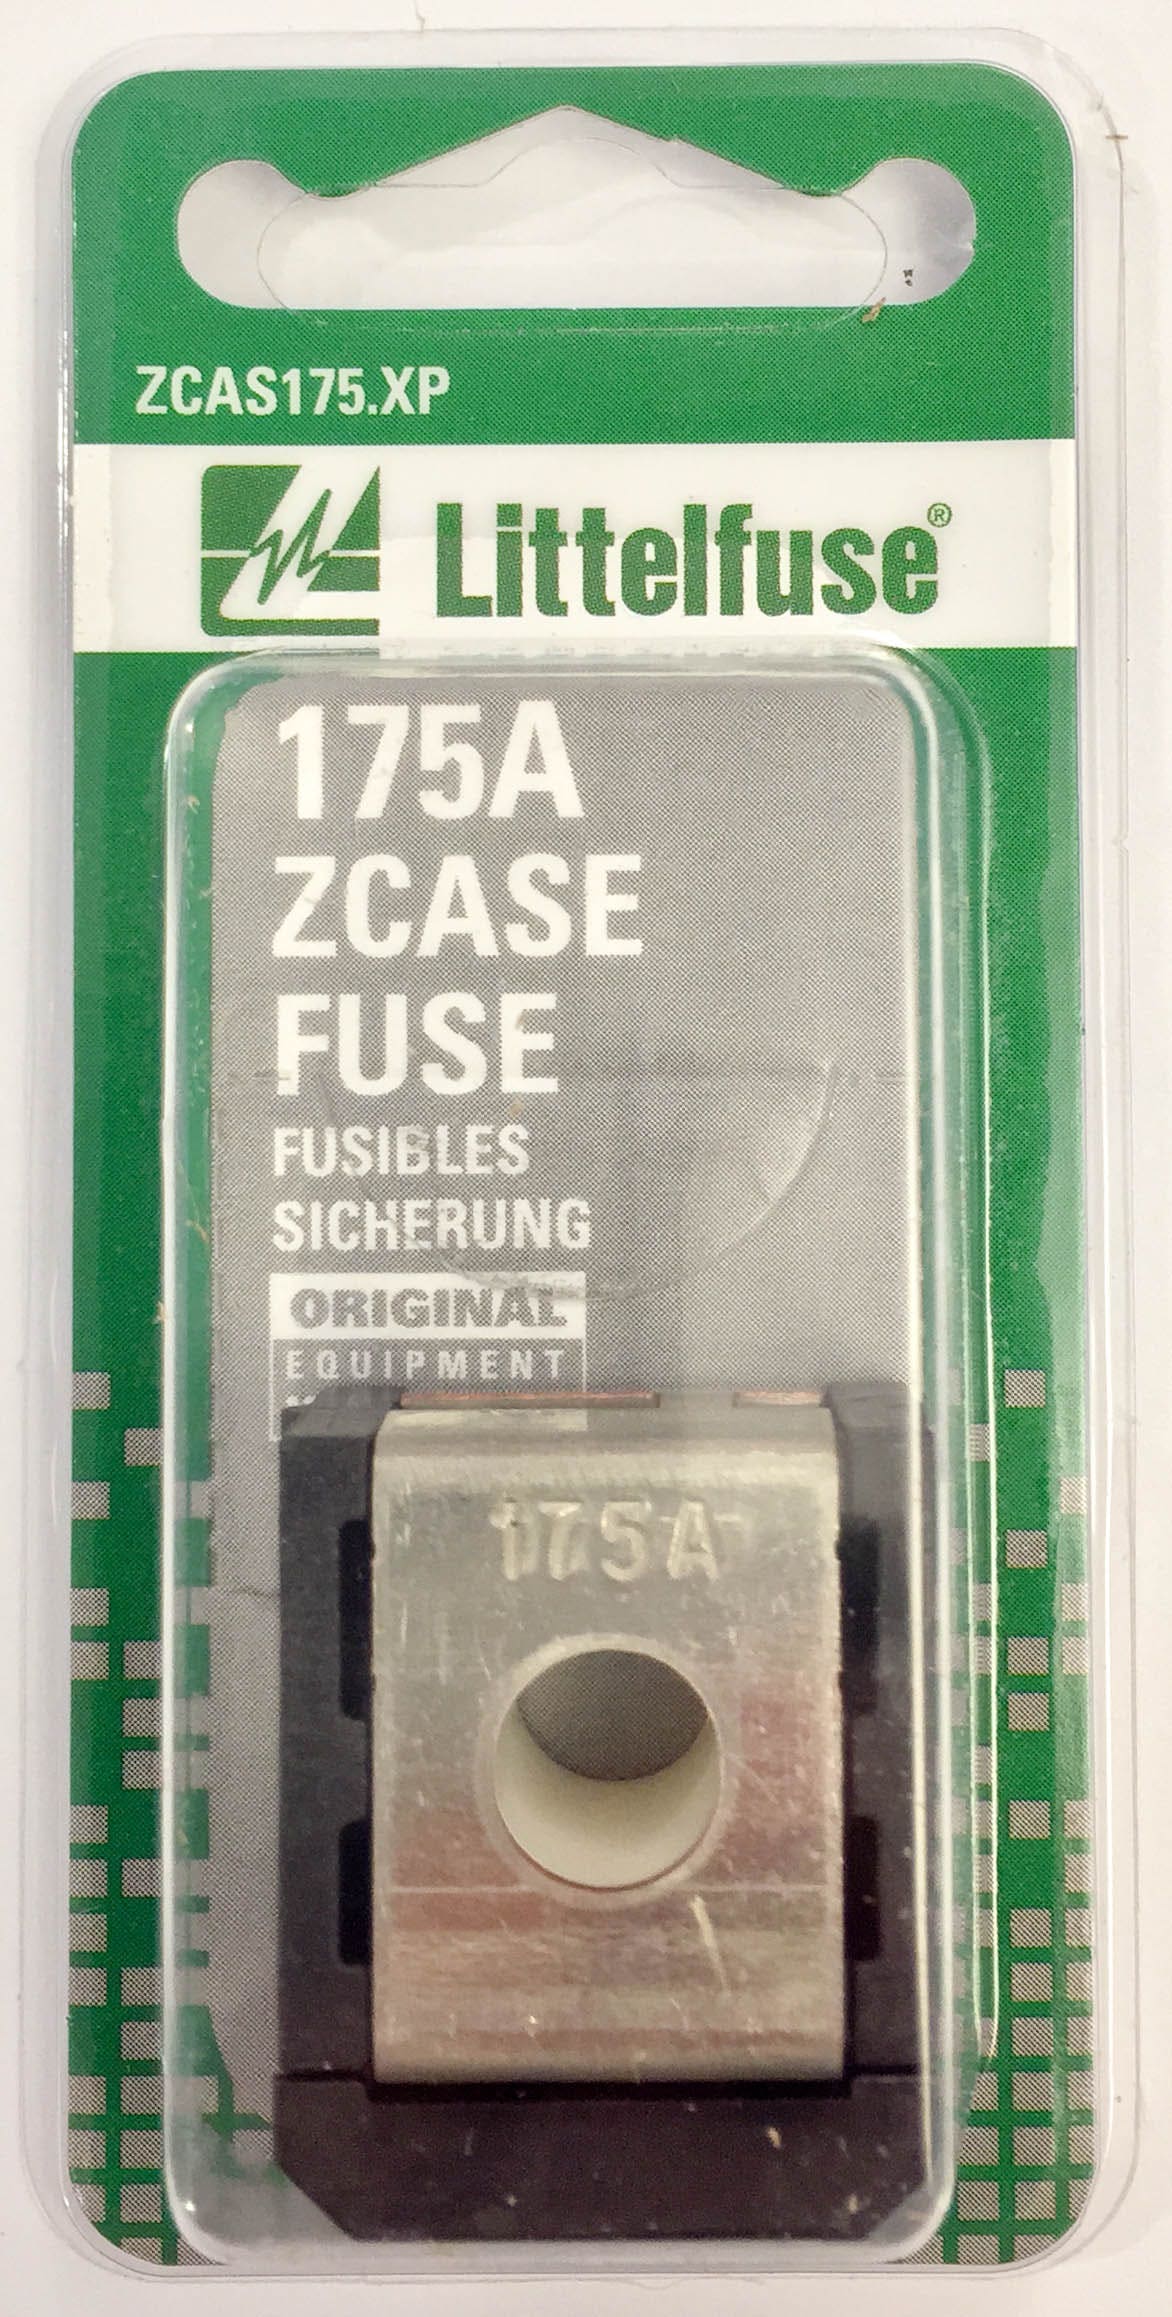 ZCAS175.XP
Littelfuse®
175A
ZCASE
FUSE
FUSIBLES
SICHERUNG
ORIGINAL
EQUIPMENT
175A